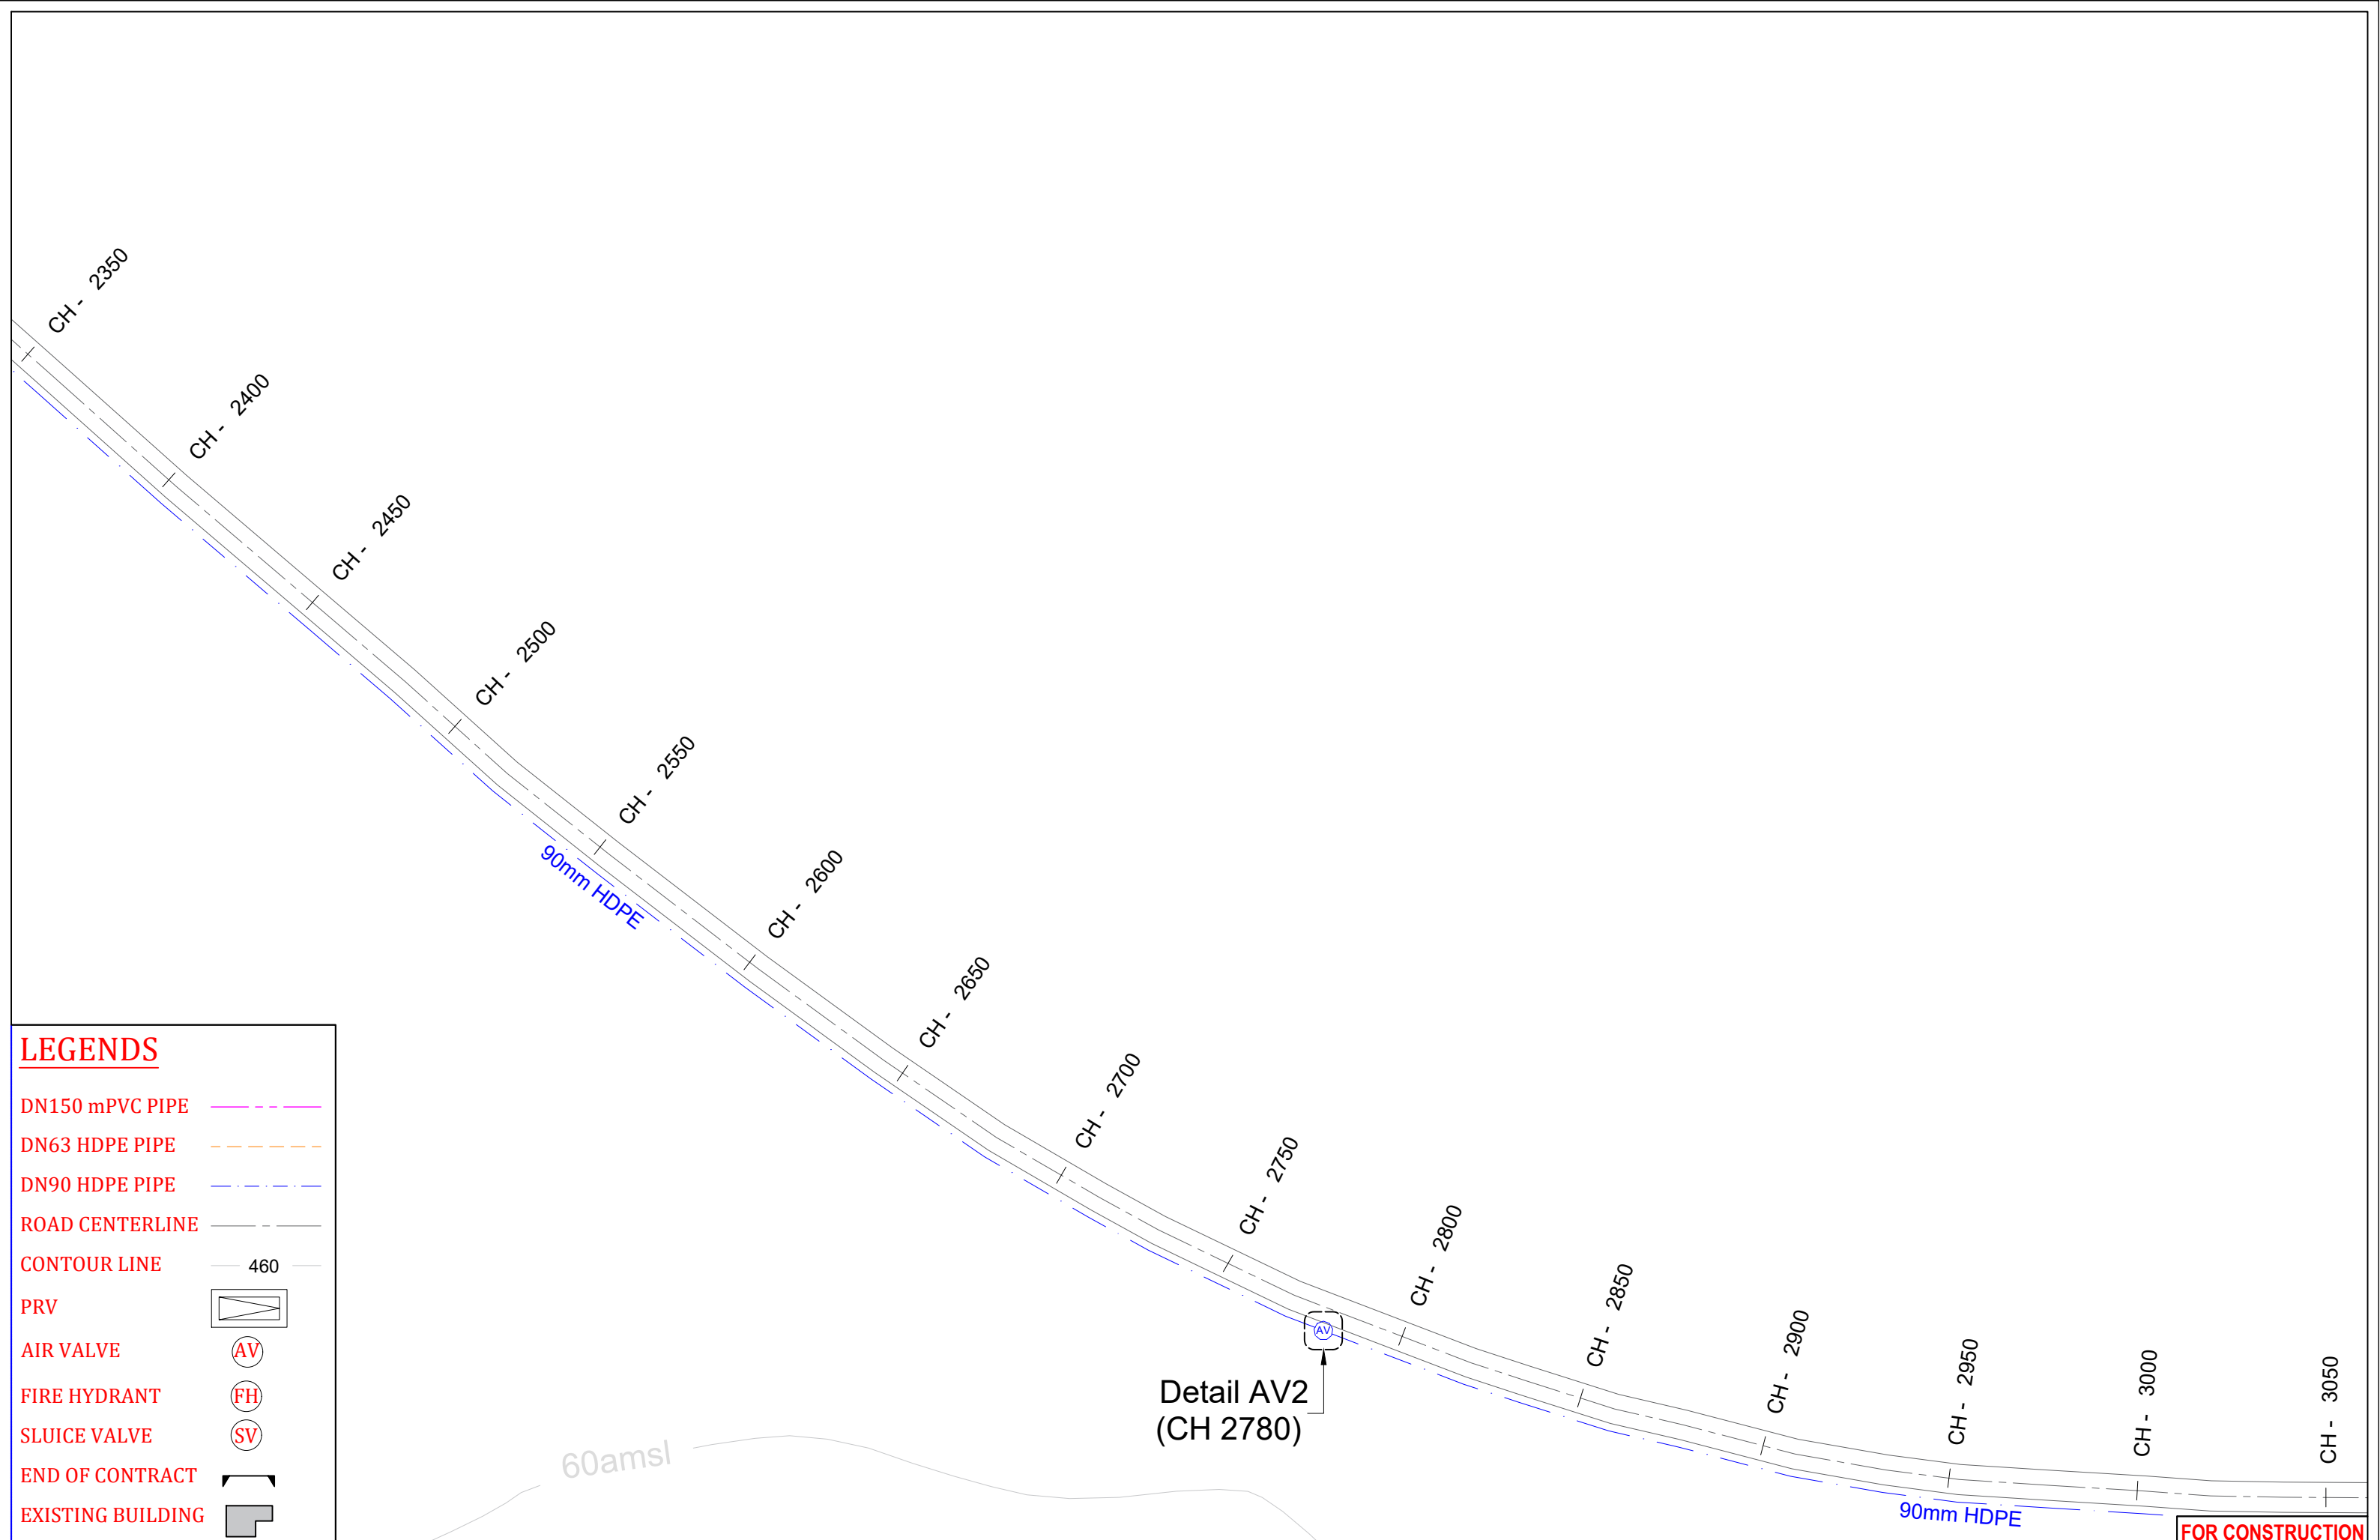 CH - 2350
CH - 2400
CH - 2450
CH - 2500
CH - 2550
90mm HDPE
CH - 2600
CH - 2650
CH - 2700
CH - 2750
CH - 2800
CH - 2850
CH - 2900
CH - 2950
CH - 3000
CH - 3050
AV
Detail AV2
(CH 2780)
60amsl
90mm HDPE
LEGENDS
DN150 mPVC PIPE
DN63 HDPE PIPE
DN90 HDPE PIPE
ROAD CENTERLINE
CONTOUR LINE 460
PRV
AIR VALVE AV
FIRE HYDRANT FH
SLUICE VALVE SV
END OF CONTRACT
EXISTING BUILDING
FOR CONSTRUCTION